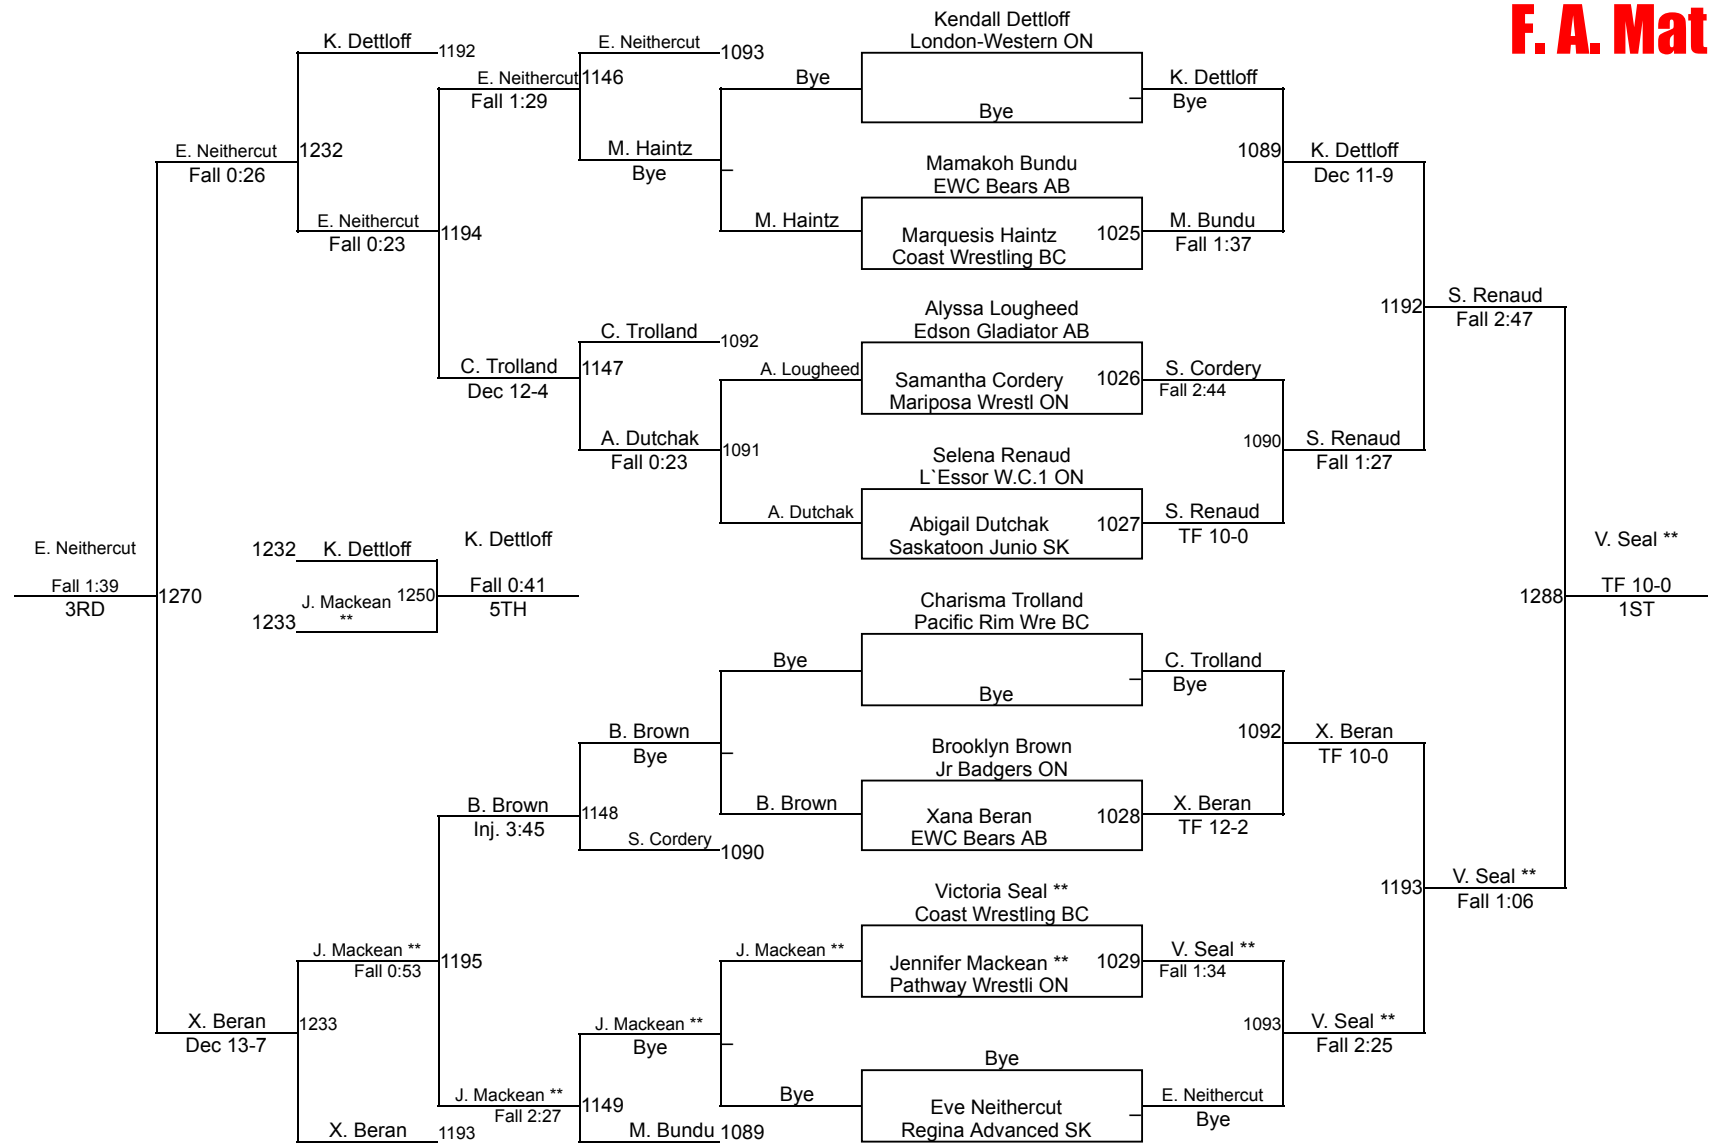 F. A. Mat
Kendall Dettloff
London-Western ON
K. Dettloff
1192
E. Neithercut
1093
E. Neithercut
1146
Fall 1:29
Bye
Bye
K. Dettloff
Bye
E. Neithercut
Fall 0:26
1232
M. Haintz
Bye
Mamakoh Bundu
EWC Bears AB
1089
K. Dettloff
Dec 11-9
E. Neithercut
Fall 0:23
1194
M. Haintz
Marquesis Haintz
Coast Wrestling BC
1025
M. Bundu
Fall 1:37
Alyssa Lougheed
Edson Gladiator AB
1192
S. Renaud
Fall 2:47
C. Trolland
1092
C. Trolland
Dec 12-4
1147
A. Lougheed
Samantha Cordery
Mariposa Wrestl ON
1026
S. Cordery
Fall 2:44
A. Dutchak
Fall 0:23
1091
Selena Renaud
L`Essor W.C.1 ON
1090
S. Renaud
Fall 1:27
A. Dutchak
Abigail Dutchak
Saskatoon Junio SK
1027
S. Renaud
TF 10-0
E. Neithercut
Fall 1:39
3RD
1270
1232
K. Dettloff
K. Dettloff
J. Mackean
**
1250
Fall 0:41
5TH
1233
1288
V. Seal **
TF 10-0
1ST
Charisma Trolland
Pacific Rim Wre BC
Bye
Bye
C. Trolland
Bye
B. Brown
Bye
Brooklyn Brown
Jr Badgers ON
1092
X. Beran
TF 10-0
B. Brown
Inj. 3:45
1148
B. Brown
Xana Beran
EWC Bears AB
1028
X. Beran
TF 12-2
S. Cordery
1090
Victoria Seal **
Coast Wrestling BC
1193
V. Seal **
Fall 1:06
J. Mackean **
Fall 0:53
1195
J. Mackean **
Jennifer Mackean **
Pathway Wrestli ON
1029
V. Seal **
Fall 1:34
X. Beran
Dec 13-7
1233
J. Mackean **
Bye
Bye
1093
V. Seal **
Fall 2:25
J. Mackean **
Fall 2:27
1149
Bye
Eve Neithercut
Regina Advanced SK
E. Neithercut
Bye
X. Beran
1193
M. Bundu
1089